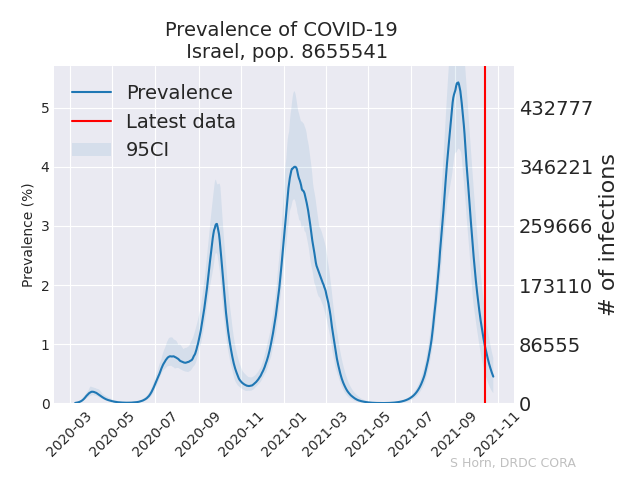 Prevalence of COVID-19
Israel, pop. 8655541
Prevalence
Latest data
95CI
Prevalence (%)
5
4
3
2
1
0
432777
346221
259666
173110
86555
0
# of infections
2020-03
2020-05
2020-07
2020-09
2020-11
2021-01
2021-03
2021-05
2021-07
2021-09
2021-11
S Horn, DRDC CORA